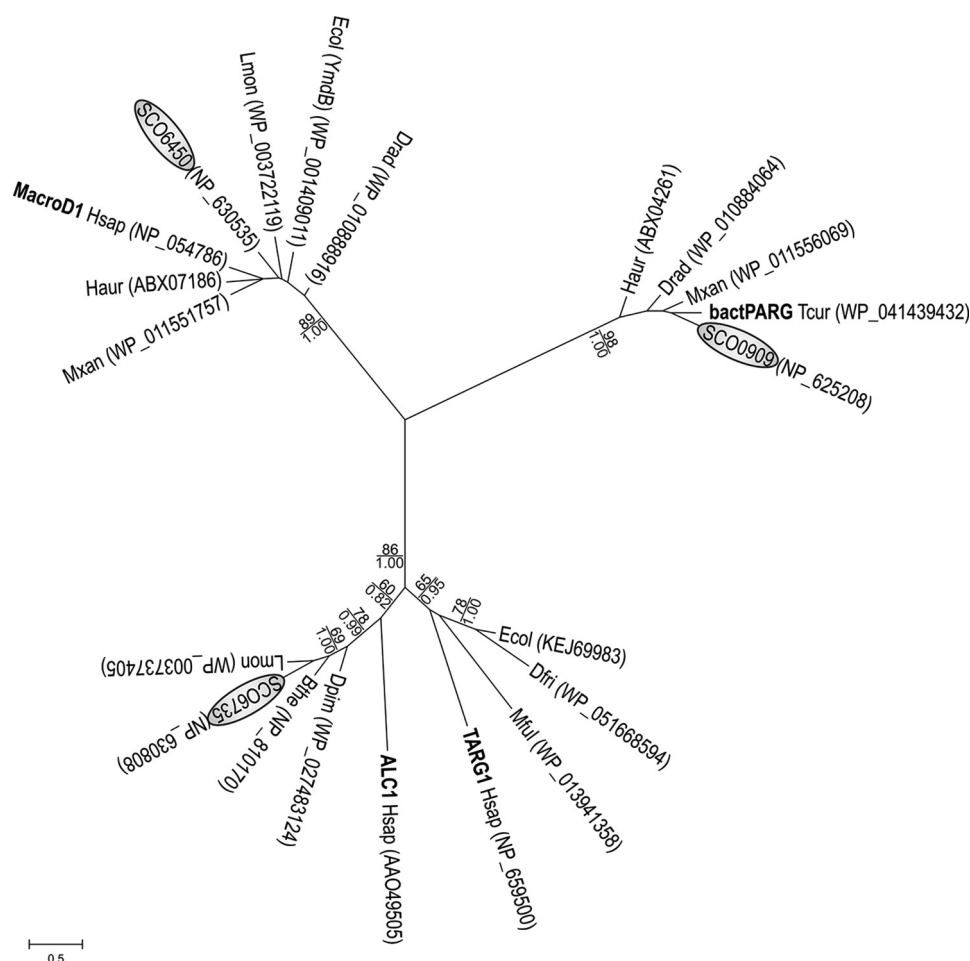 Ecol (YmdB) (WP_001409011)
Lmon (WP_003722119)
SCO6450 (NP_630535)
Drad (WP_010888916)
MacroD1 Hsap (NP_054786)
Haur (ABX07186)
Mxan (WP_011551757)
89
1.00
Haur (ABX04261)
Drad (WP_010884064)
Mxan (WP_011556069)
bactPARG Tcur (WP_041439432)
SCO0909 (NP_625208)
98
1.00
86
1.00
60
0.82
78
0.99
69
1.00
65
0.95
78
1.00
Lmon (WP_003737405)
SCO6735 (NP_630808)
Bthe (NP_810170)
Dpim (WP_027483124)
ALC1 Hsap (AAO49505)
TARG1 Hsap (NP_659500)
Mful (WP_013941358)
Dfri (WP_051668594)
Ecol (KEJ69983)
0.5